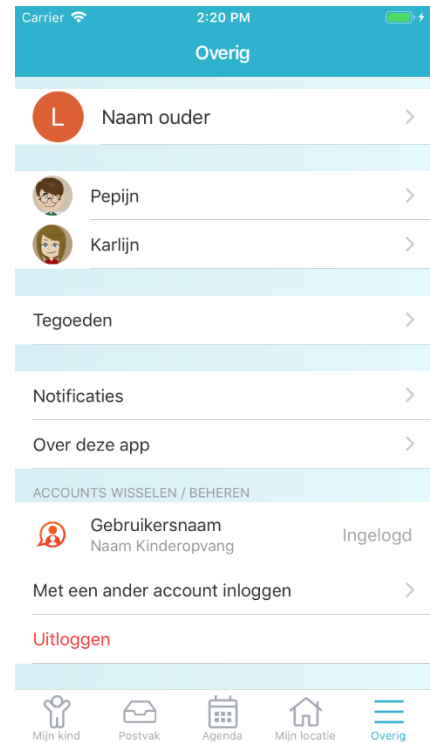 Carrier 2:20 PM
Overig
L Naam ouder
Pepijn
Karlijn
Tegoeden
Notificaties
Over deze app
ACCOUNTS WISSELEN / BEHEREN
Gebruikersnaam
Naam Kinderopvang
Ingelogd
Met een ander account inloggen
Uitloggen
Mijn kind Postvak Agenda Mijn locatie Overig